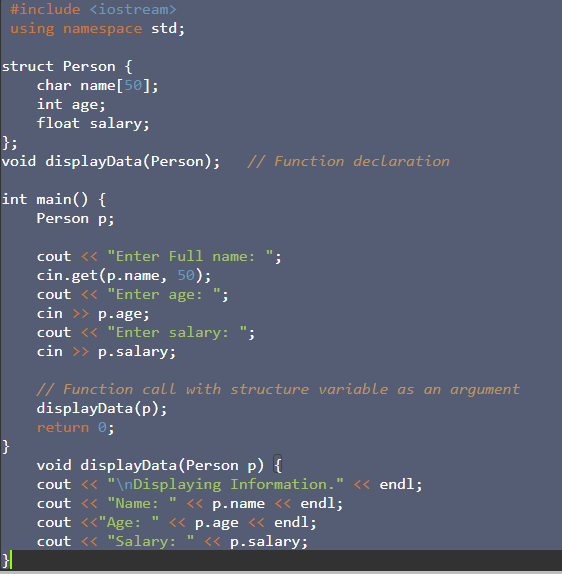 #include <iostream>
using namespace std;
struct Person {
char name[50];
int age;
float salary;
};
void displayData(Person);   // Function declaration
int main() {
Person p;
cout << "Enter Full name: ";
cin.get(p.name, 50);
cout << "Enter age: ";
cin >> p.age;
cout << "Enter salary: ";
cin >> p.salary;
// Function call with structure variable as an argument
displayData(p);
return 0;
}
void displayData(Person p) {
cout << "\nDisplaying Information." << endl;
cout << "Name: " << p.name << endl;
cout <<"Age: " << p.age << endl;
cout << "Salary: " << p.salary;
}